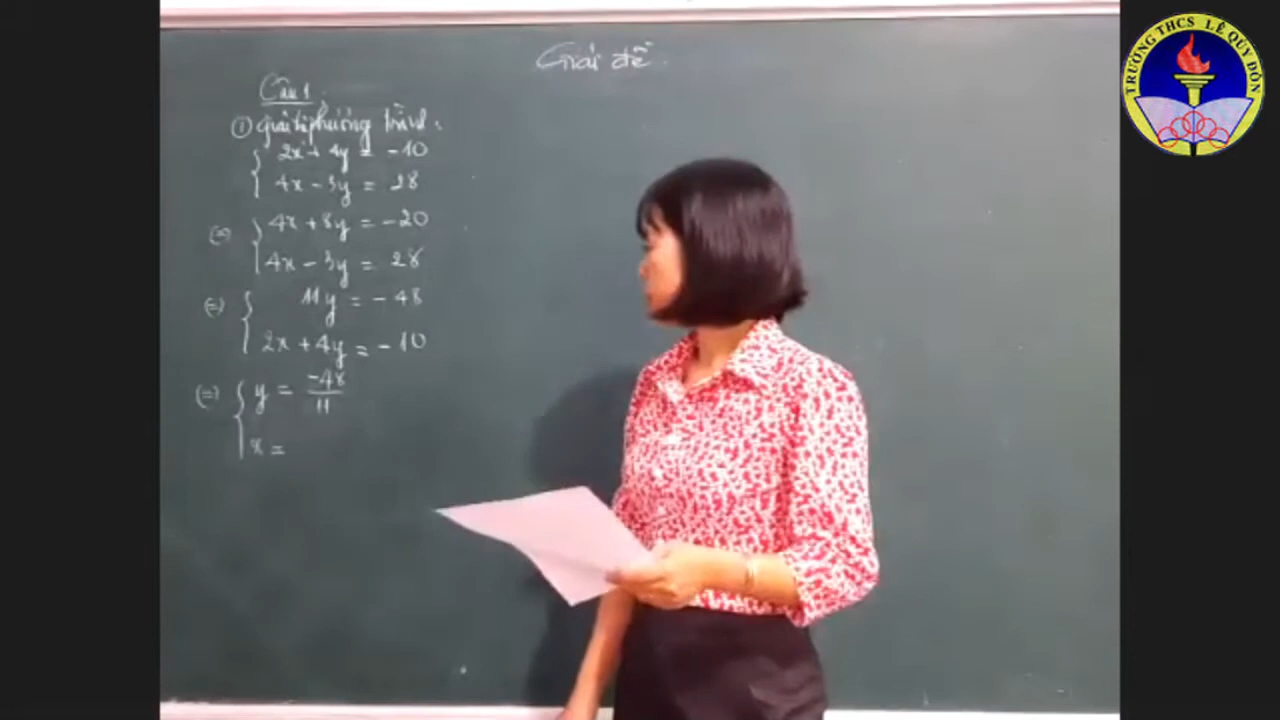 Giải đề
Câu 1
① Giải hệ phương trình:
2x + 4y = -10
4x - 3y = 28
(=) 4x + 8y = -20
4x - 3y = 28
(=) 11y = -48
2x + 4y = -10
(=) y = -48/11
x =
TRƯỜNG THCS LÊ QUÝ ĐÔN